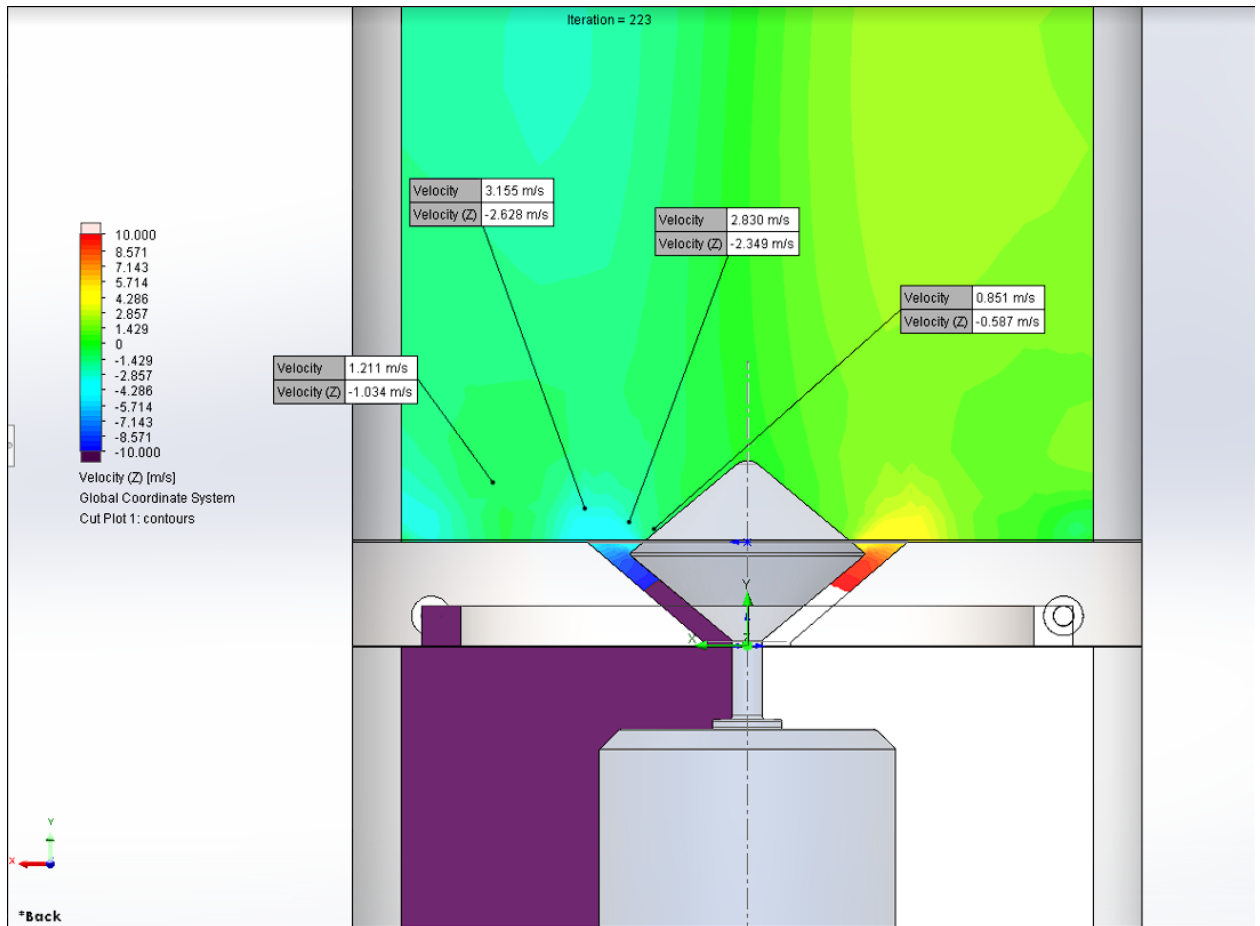 Iteration = 223
Velocity 3.155 m/s
Velocity (Z) -2.628 m/s
Velocity 2.830 m/s
Velocity (Z) -2.349 m/s
Velocity 0.851 m/s
Velocity (Z) -0.587 m/s
Velocity 1.211 m/s
Velocity (Z) -1.034 m/s
10.000
8.571
7.143
5.714
4.286
2.857
1.429
0
-1.429
-2.857
-4.286
-5.714
-7.143
-8.571
-10.000
Velocity (Z) [m/s]
Global Coordinate System
Cut Plot 1: contours
Y
X
Z
Y
X
*Back